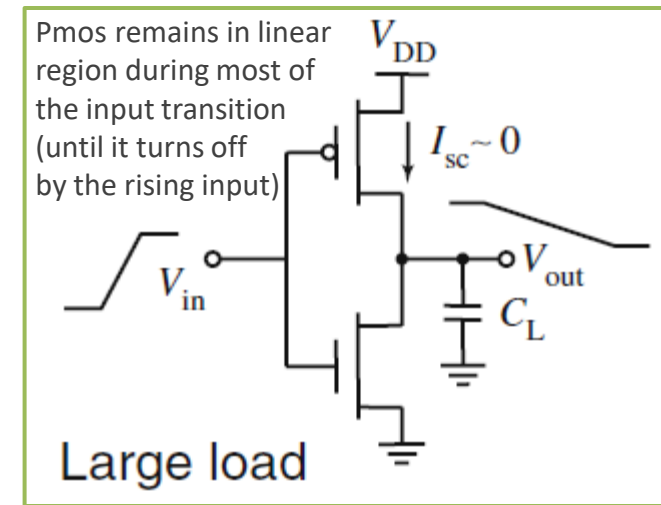 Pmos remains in linear
region during most of
the input transition
(until it turns off
by the rising input)
V_DD
I_sc ~ 0
V_in
V_out
C_L
Large load